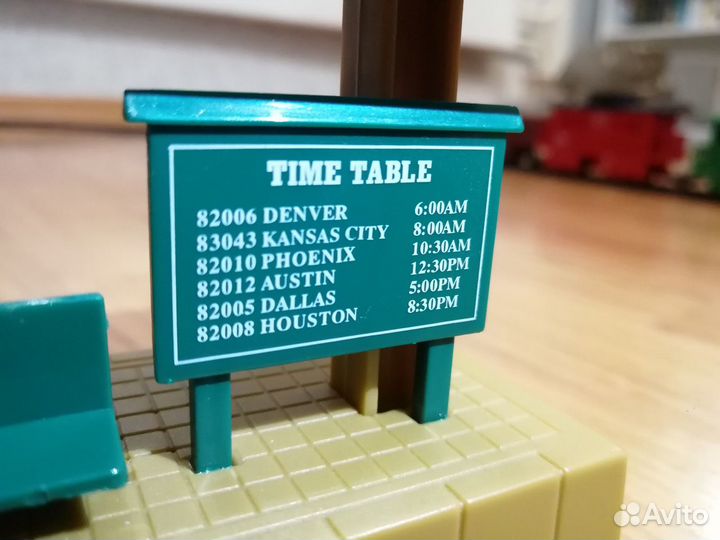 TIME TABLE
82006 DENVER 6:00AM
83043 KANSAS CITY 8:00AM
82010 PHOENIX 10:30AM
82012 AUSTIN 12:30PM
82005 DALLAS 5:00PM
82008 HOUSTON 8:30PM
Avito